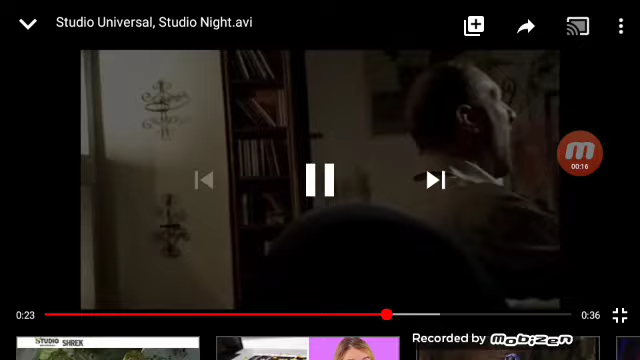 Studio Universal, Studio Night.avi
00:16
0:23
0:36
Recorded by mobizen
STUDIO SHREK